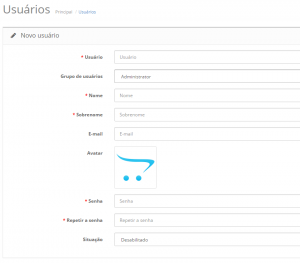 Usuários Principal / Usuários
Novo usuário
* Usuário Usuário
Grupo de usuários Administrator
* Nome Nome
* Sobrenome Sobrenome
E-mail E-mail
Avatar
* Senha Senha
* Repetir a senha Repetir a senha
Situação Desabilitado